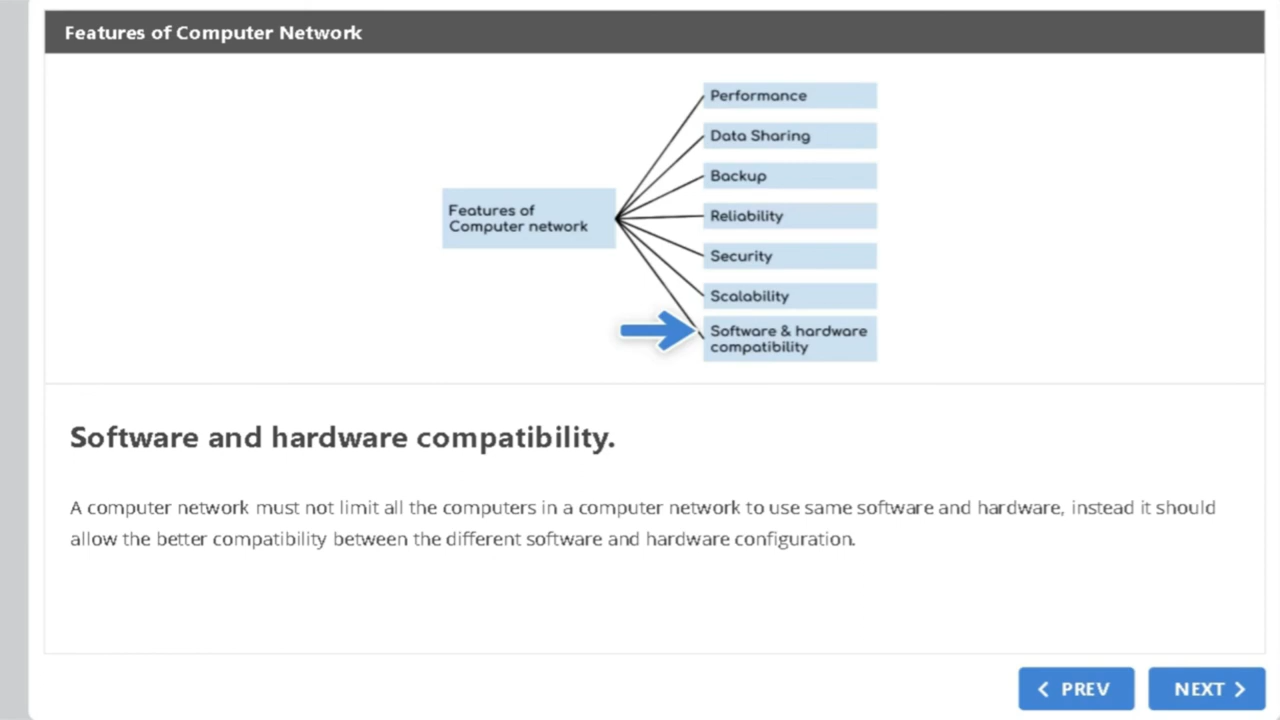 Features of Computer Network
Performance
Data Sharing
Backup
Reliability
Features of
Computer network
Security
Scalability
Software & hardware
compatibility
Software and hardware compatibility.
A computer network must not limit all the computers in a computer network to use same software and hardware, instead it should
allow the better compatibility between the different software and hardware configuration.
PREV
NEXT